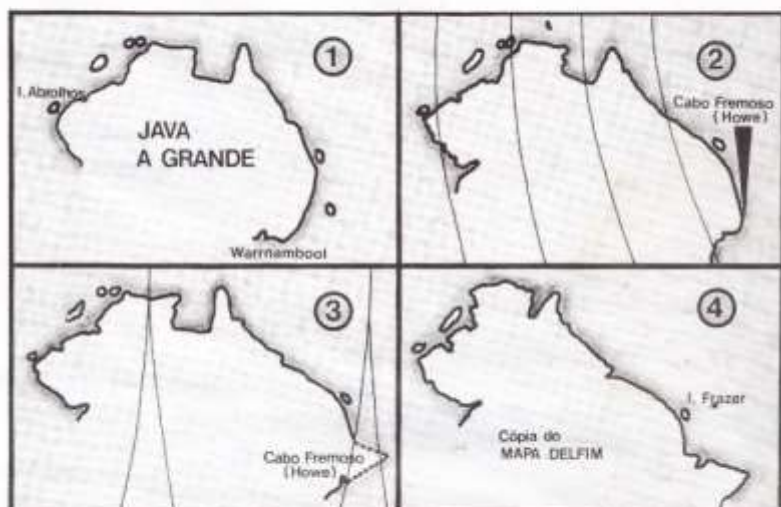 1
I. Abrolhos
JAVA
A GRANDE
Warrnambool
2
Cabo Fremoso
(Howe)
3
Cabo Fremoso
(Howe)
4
I. Frazer
Cópia do
MAPA DELFIM